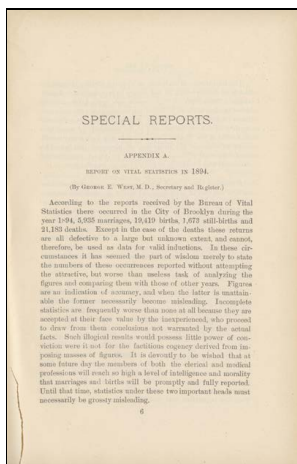 SPECIAL REPORTS.
APPENDIX A.
REPORT ON VITAL STATISTICS IN 1894.
(By GEORGE E. WEST, M. D., Secretary and Register.)
According to the reports received by the Bureau of Vital
Statistics there occurred in the City of Brooklyn during the
year 1894, 5,935 marriages, 19,419 births, 1,673 still-births and
21,183 deaths. Except in the case of the deaths these returns
are all defective to a large but unknown extent, and cannot,
therefore, be used as data for valid inductions. In these cir-
cumstances it has seemed the part of wisdom merely to state
the numbers of these occurrences reported without attempting
the attractive, but worse than useless task of analyzing the
figures and comparing them with those of other years. Figures
are no indication of accuracy, and when the latter is unattain-
able the former necessarily become misleading. Incomplete
statistics are frequently worse than none at all because they are
accepted at their face value by the inexperienced, who proceed
to draw from them conclusions not warranted by the actual
facts. Such illogical results would possess little power of con-
viction were it not for the factitious cogency derived from im-
posing masses of figures. It is devoutly to be wished that at
some future day the members of both the clerical and medical
professions will reach so high a level of intelligence and morality
that marriages and births will be promptly and fully reported.
Until that time, statistics under these two important heads must
necessarily be grossly misleading.
6